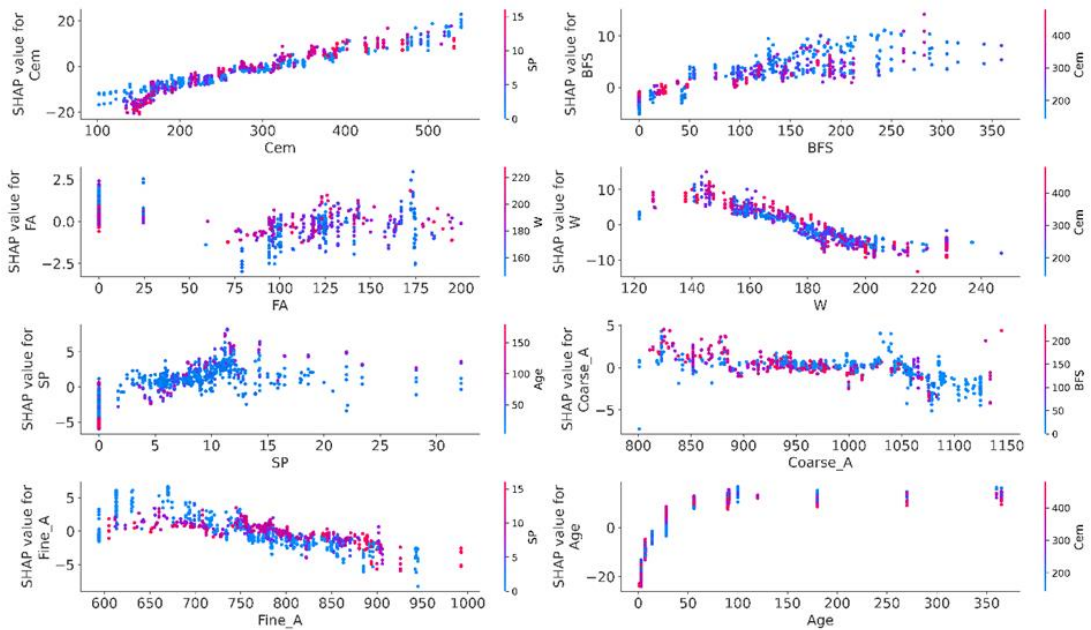 SHAP value for
Cem
20
0
−20
100 200 300 400 500
Cem
15
10
5
0
SP
SHAP value for
BFS
10
0
0 50 100 150 200 250 300 350
BFS
400
300
200
Cem
SHAP value for
FA
2.5
0.0
−2.5
0 25 50 75 100 125 150 175 200
FA
220
200
180
160
W
SHAP value for
W
10
0
−10
120 140 160 180 200 220 240
W
400
300
200
Cem
SHAP value for
SP
5
0
−5
0 5 10 15 20 25 30
SP
150
100
50
Age
SHAP value for
Coarse_A
5
0
−5
800 850 900 950 1000 1050 1100 1150
Coarse_A
200
150
100
50
0
BFS
SHAP value for
Fine_A
5
0
−5
600 650 700 750 800 850 900 950 1000
Fine_A
15
10
5
0
SP
SHAP value for
Age
0
−20
0 50 100 150 200 250 300 350
Age
400
300
200
Cem